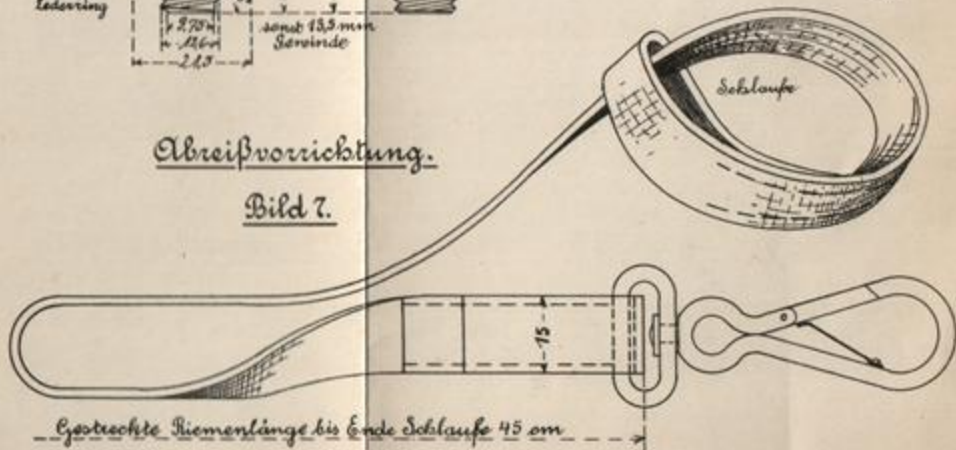 Lederring
9,75
12,6
21,5
sonst 13,5 mm
Gewinde
Schlaufe
Abreißvorrichtung.
Bild 7.
15
Gestreckte Riemenlänge bis Ende Schlaufe 45 cm